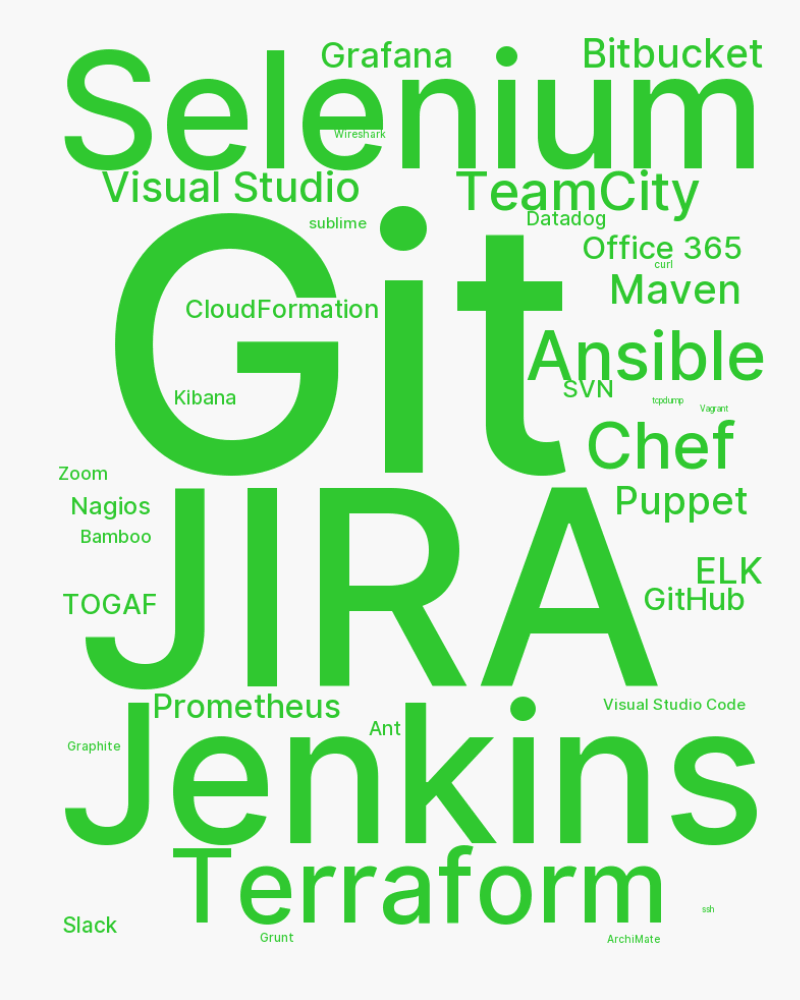 Grafana
Bitbucket
Selenium
Wireshark
Visual Studio
TeamCity
sublime
Datadog
Office 365
curl
Git
Maven
CloudFormation
Ansible
SVN
Kibana
tcpdump
Vagrant
Chef
Zoom
Nagios
Puppet
Bamboo
JIRA
ELK
TOGAF
GitHub
Prometheus
Visual Studio Code
Ant
Graphite
Jenkins
Terraform
ssh
Slack
Grunt
ArchiMate